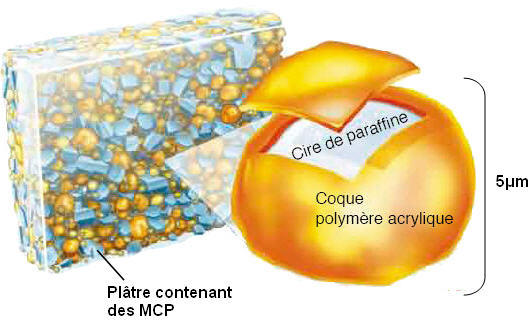 Cire de paraffine
Coque
polymère acrylique
5µm
Plâtre contenant
des MCP